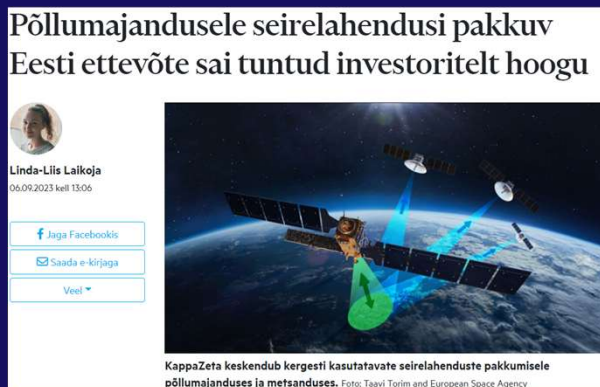 Põllumajandusele seirelahendusi pakkuv
Eesti ettevõte sai tuntud investoritelt hoogu
Linda-Liis Laikoja
06.09.2023 kell 13:06
Jaga Facebookis
Saada e-kirjaga
Veel
KappaZeta keskendub kergesti kasutatavate seirelahenduste pakkumisele
põllumajanduses ja metsanduses. Foto: Taavi Torim and European Space Agency